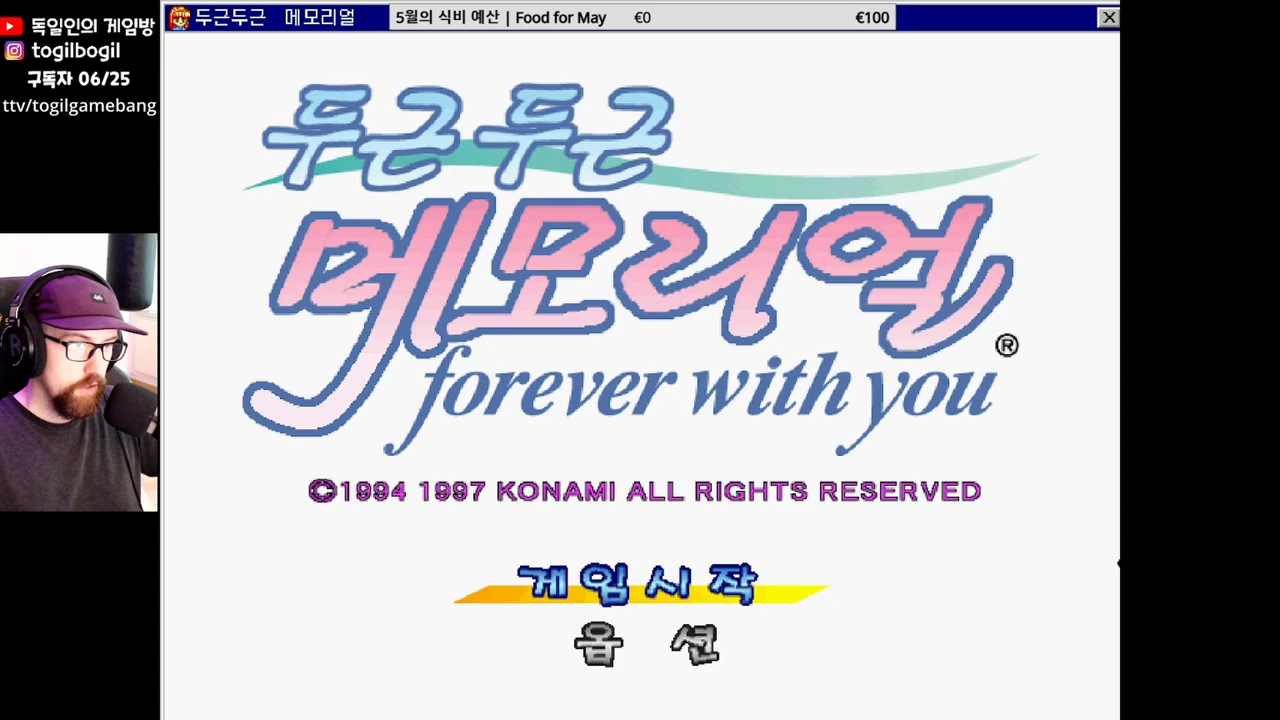 독일인의 게임방
togilbogil
구독자 06/25
ttv/togilgamebang
두근두근 메모리얼
5월의 식비 예산 | Food for May €0 €100
두근두근
메모리얼
forever with you
®
©1994 1997 KONAMI ALL RIGHTS RESERVED
게임시작
옵 션